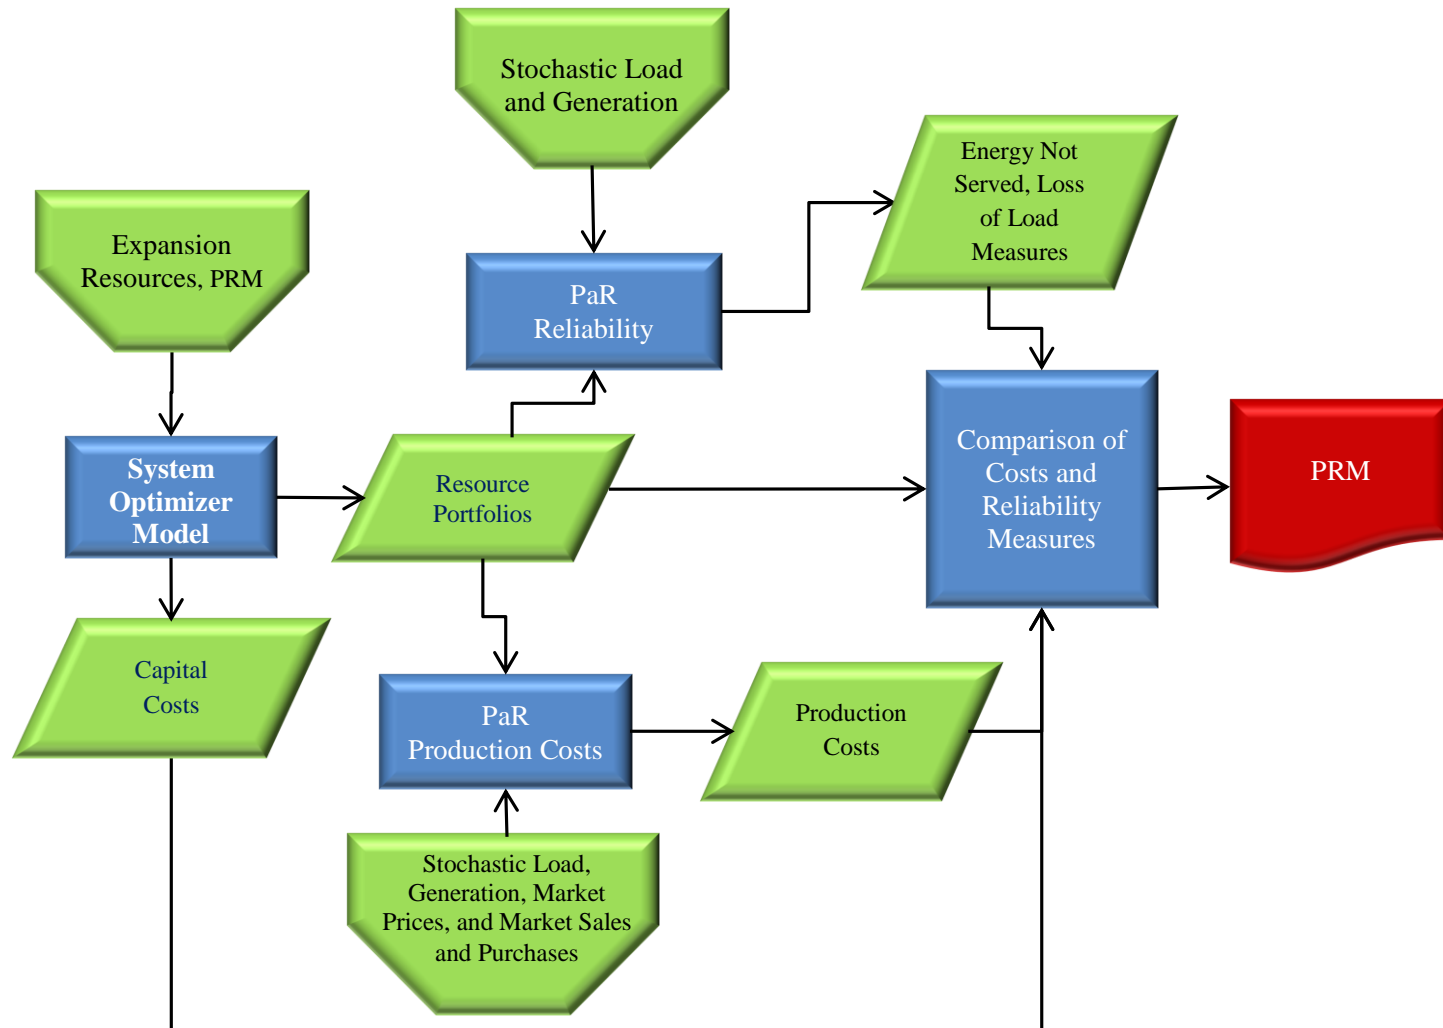 Stochastic Load
and Generation
Energy Not
Served, Loss
of Load
Measures
Expansion
Resources, PRM
PaR
Reliability
System
Optimizer
Model
Resource
Portfolios
Comparison of
Costs and
Reliability
Measures
PRM
Capital
Costs
PaR
Production Costs
Production
Costs
Stochastic Load,
Generation, Market
Prices, and Market Sales
and Purchases